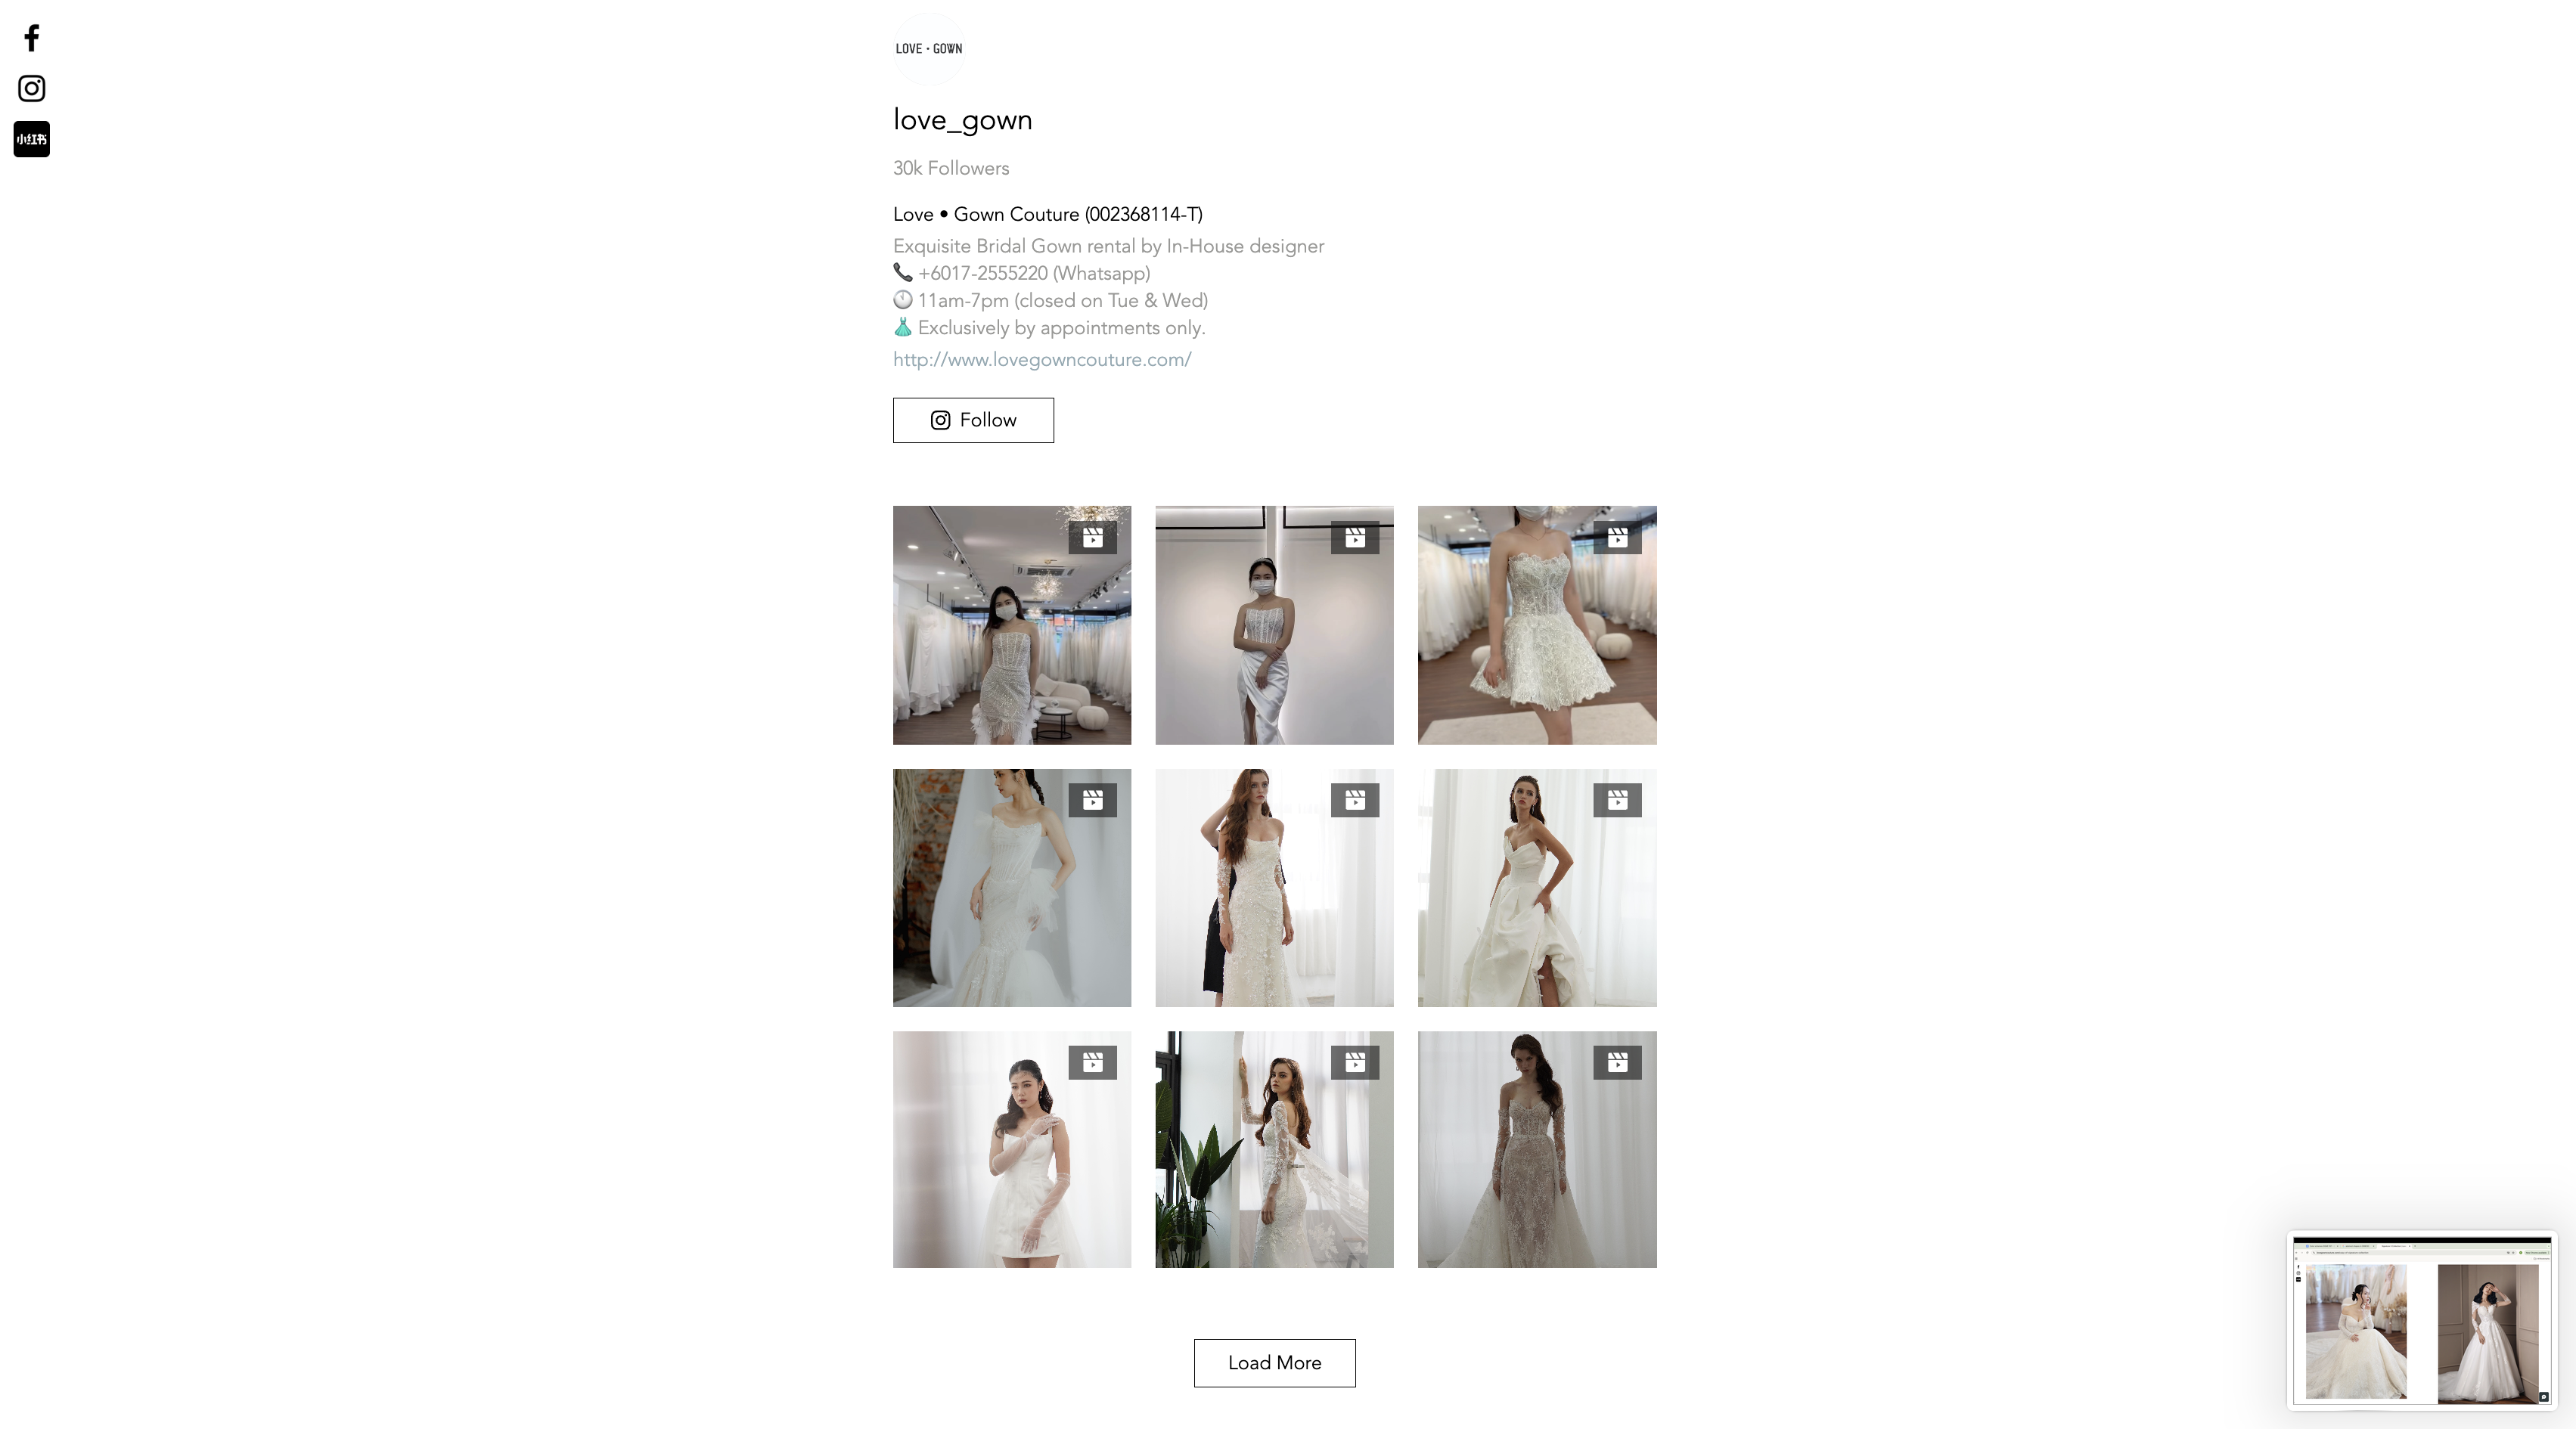 小红书
LOVE • GOWN
love_gown
30k Followers
Love • Gown Couture (002368114-T)
Exquisite Bridal Gown rental by In-House designer
📞 +6017-2555220 (Whatsapp)
🕚 11am-7pm (closed on Tue & Wed)
👗 Exclusively by appointments only.
http://www.lovegowncouture.com/
Follow
Load More